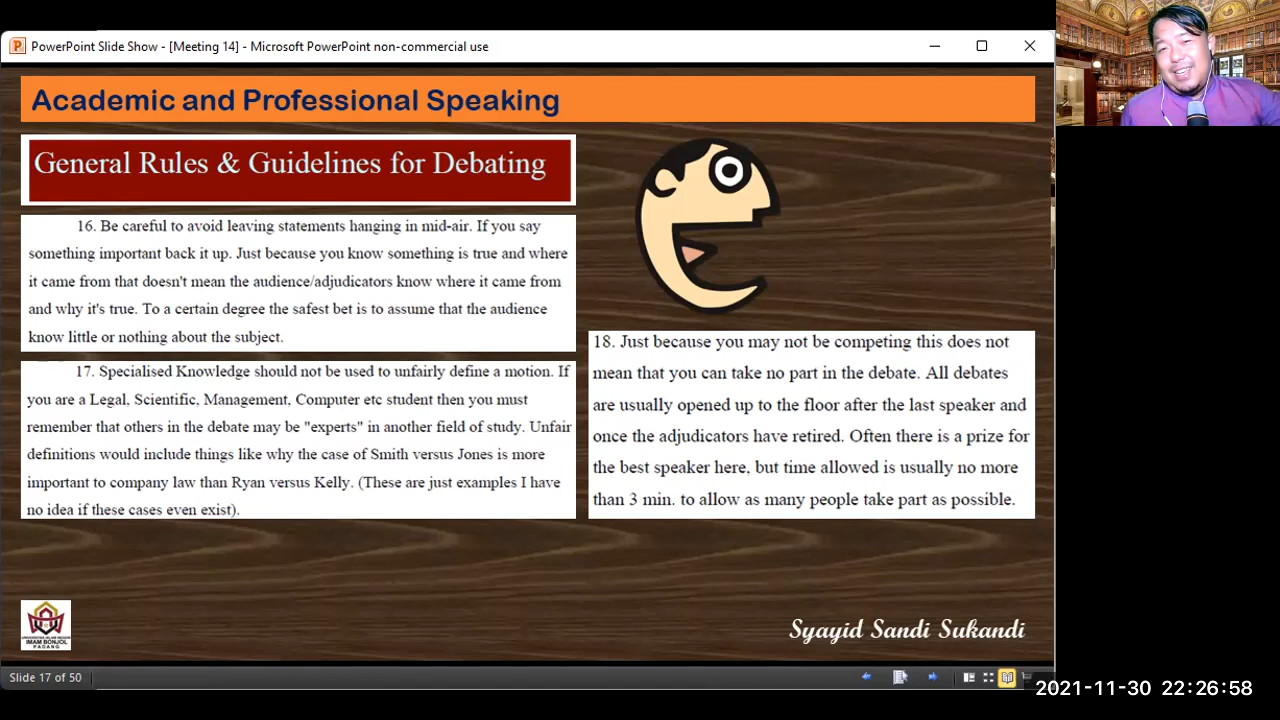 PowerPoint Slide Show - [Meeting 14] - Microsoft PowerPoint non-commercial use
Academic and Professional Speaking
General Rules & Guidelines for Debating
16. Be careful to avoid leaving statements hanging in mid-air. If you say
something important back it up. Just because you know something is true and where
it came from that doesn't mean the audience/adjudicators know where it came from
and why it's true. To a certain degree the safest bet is to assume that the audience
know little or nothing about the subject.
17. Specialised Knowledge should not be used to unfairly define a motion. If
you are a Legal, Scientific, Management, Computer etc student then you must
remember that others in the debate may be "experts" in another field of study. Unfair
definitions would include things like why the case of Smith versus Jones is more
important to company law than Ryan versus Kelly. (These are just examples I have
no idea if these cases even exist).
18. Just because you may not be competing this does not
mean that you can take no part in the debate. All debates
are usually opened up to the floor after the last speaker and
once the adjudicators have retired. Often there is a prize for
the best speaker here, but time allowed is usually no more
than 3 min. to allow as many people take part as possible.
UNIVERSITAS ISLAM NEGERI
IMAM BONJOL
PADANG
Syayid Sandi Sukandi
Slide 17 of 50
2021-11-30 22:26:58